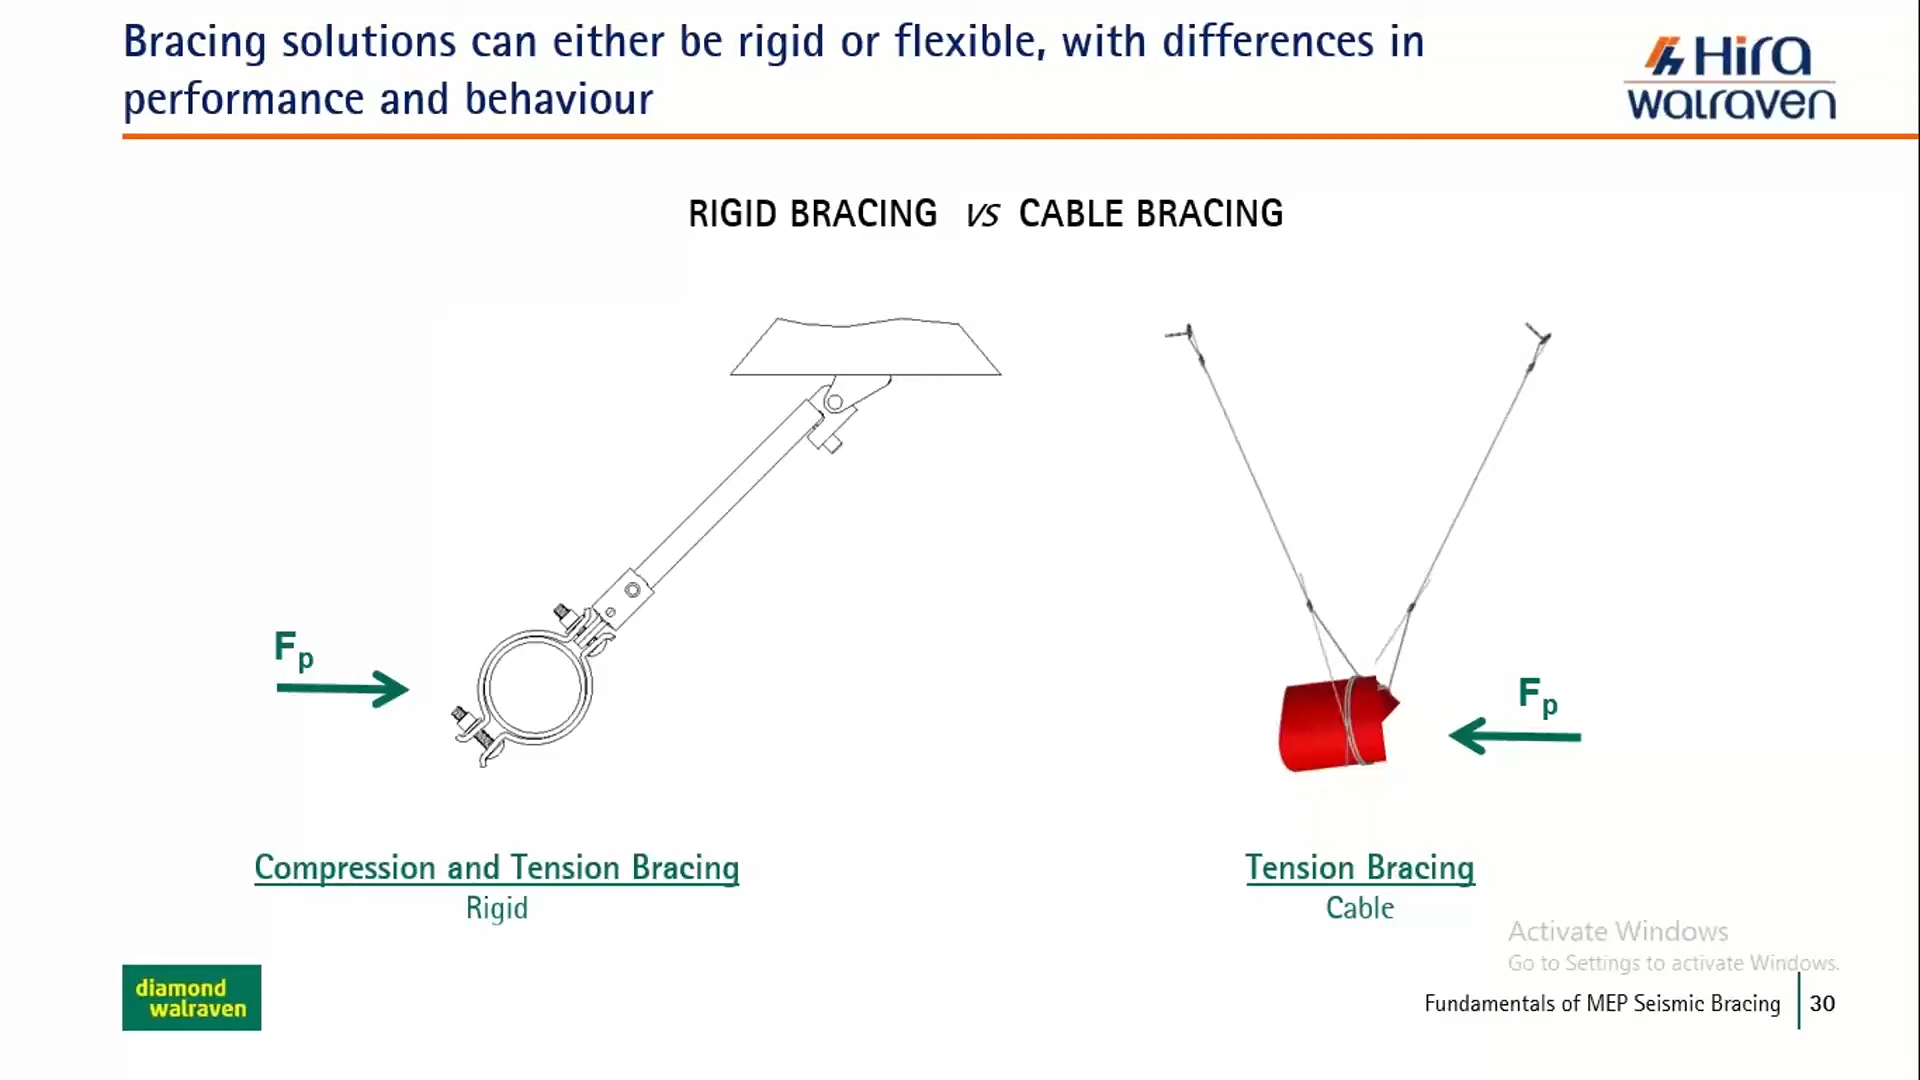 Bracing solutions can either be rigid or flexible, with differences in
performance and behaviour
Hira
walraven
RIGID BRACING vs CABLE BRACING
Fp
Fp
Compression and Tension Bracing
Rigid
Tension Bracing
Cable
Activate Windows
Go to Settings to activate Windows.
diamond
walraven
Fundamentals of MEP Seismic Bracing 30